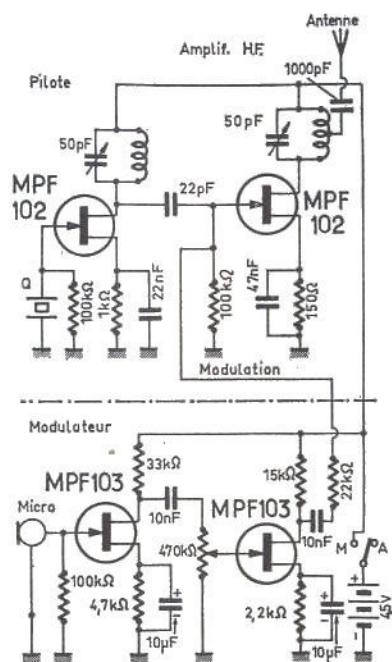 Antenne
Amplif. H.F.
1000pF
Pilote
50pF
50pF
MPF
102
22pF
MPF
102
Q
100kΩ
1kΩ
22nF
100kΩ
47nF
150Ω
Modulation
Modulateur
33kΩ
15kΩ
22kΩ
MPF103
MPF103
Micro
10nF
10nF
470kΩ
M
A
100kΩ
4,7kΩ
+
-
10µF
2,2kΩ
+
-
10µF
+
-
4,5V